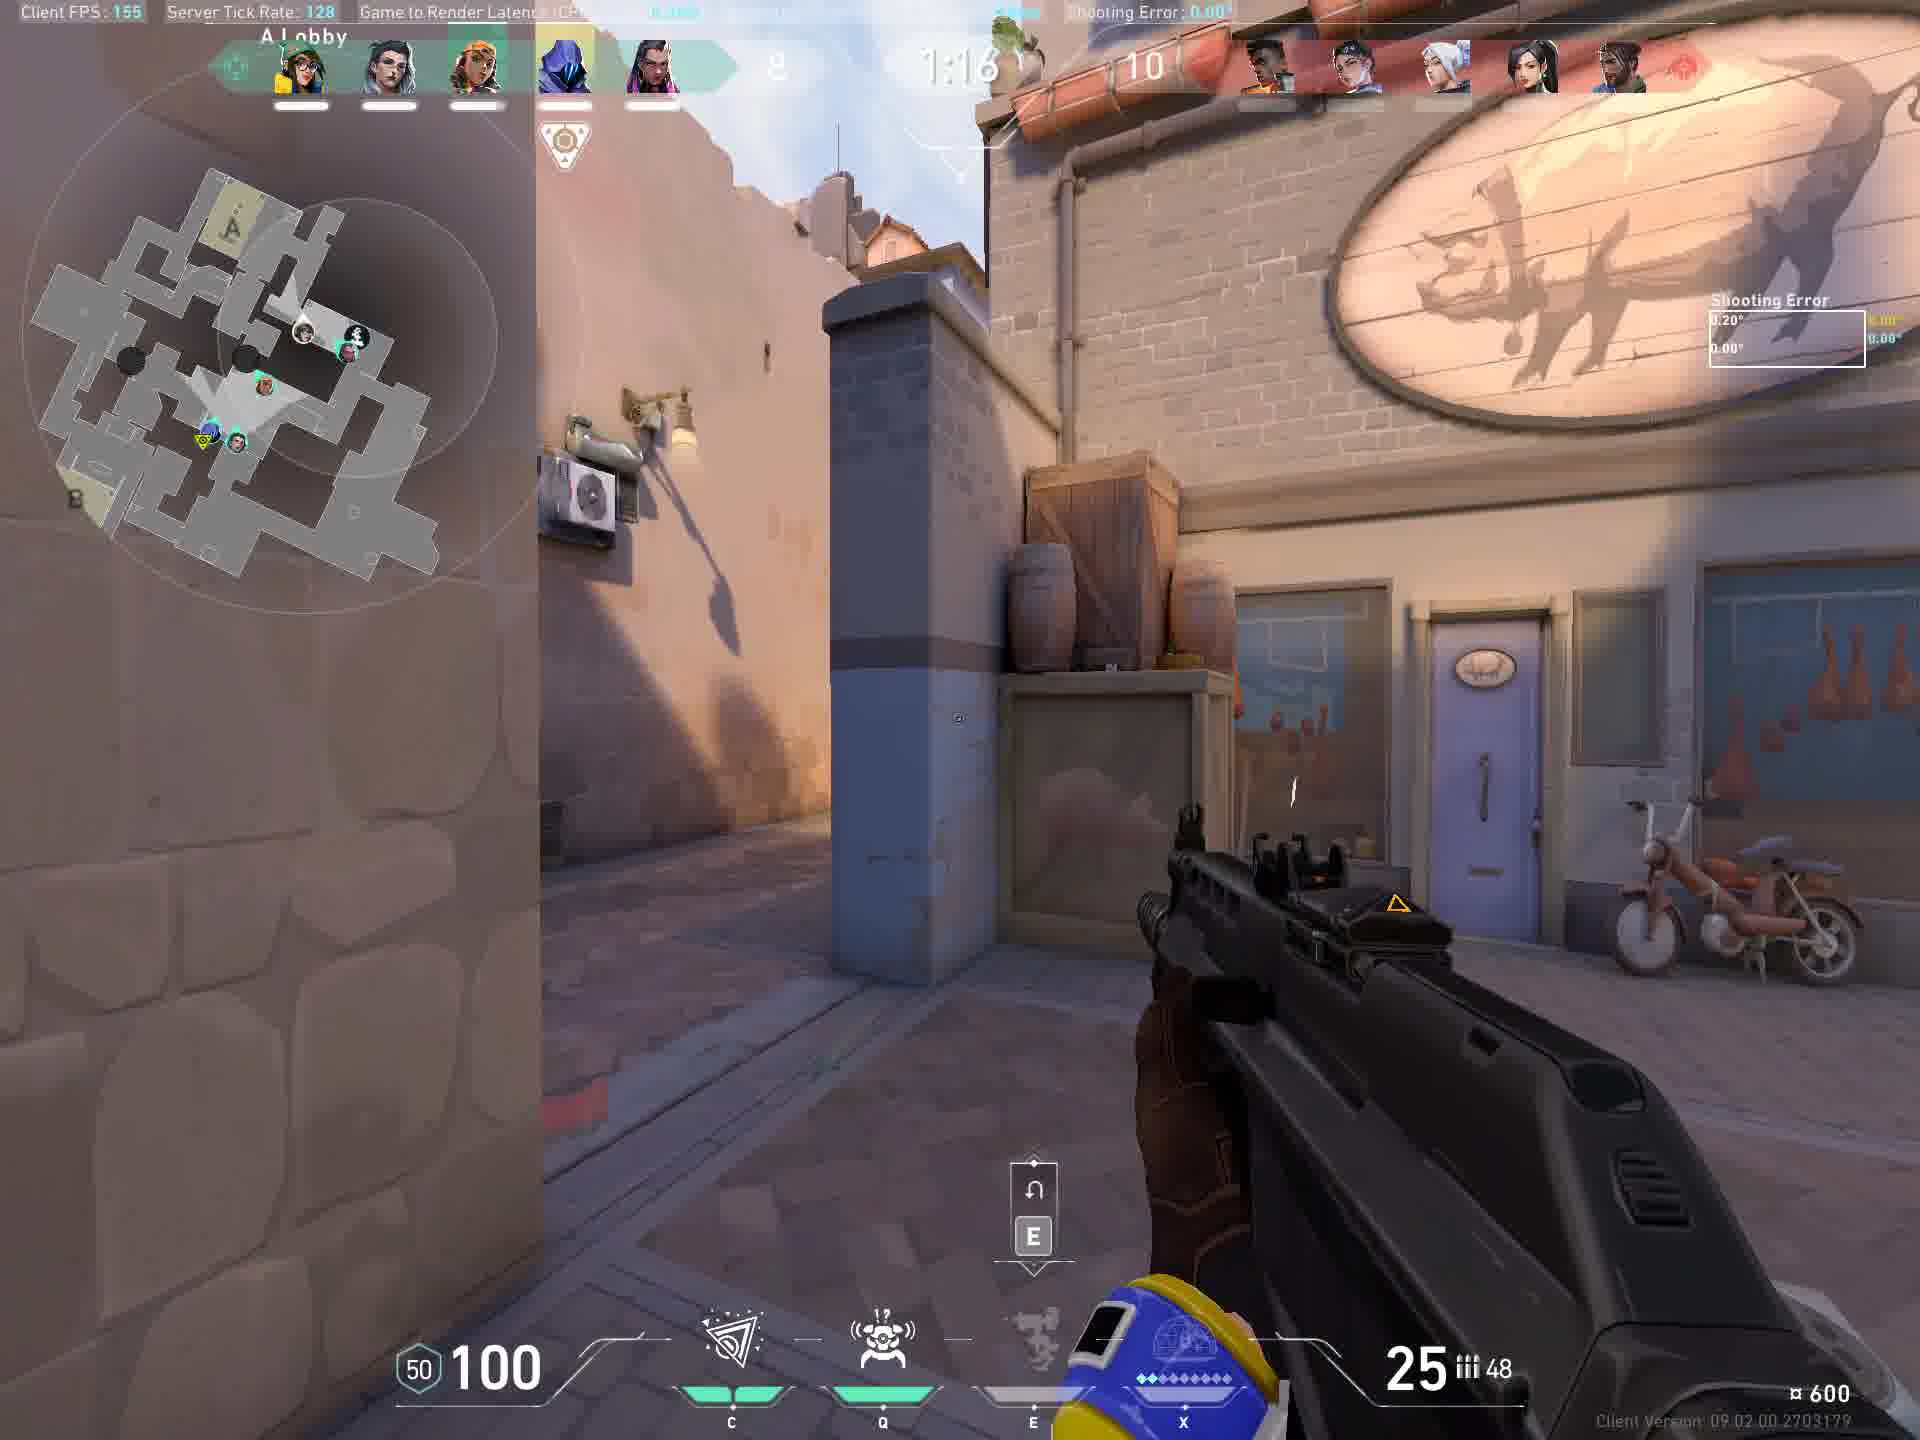 Client FPS: 155
Server Tick Rate: 128
Game to Render Latency (CP
Shooting Error: 0.00°
A Lobby
8
1:16
10
A
B
Shooting Error
0.20°
0.00°
0.00°
0.00°
E
50
100
25
48
¤ 600
C
Q
E
X
Client Version: 09.02.00.2703179